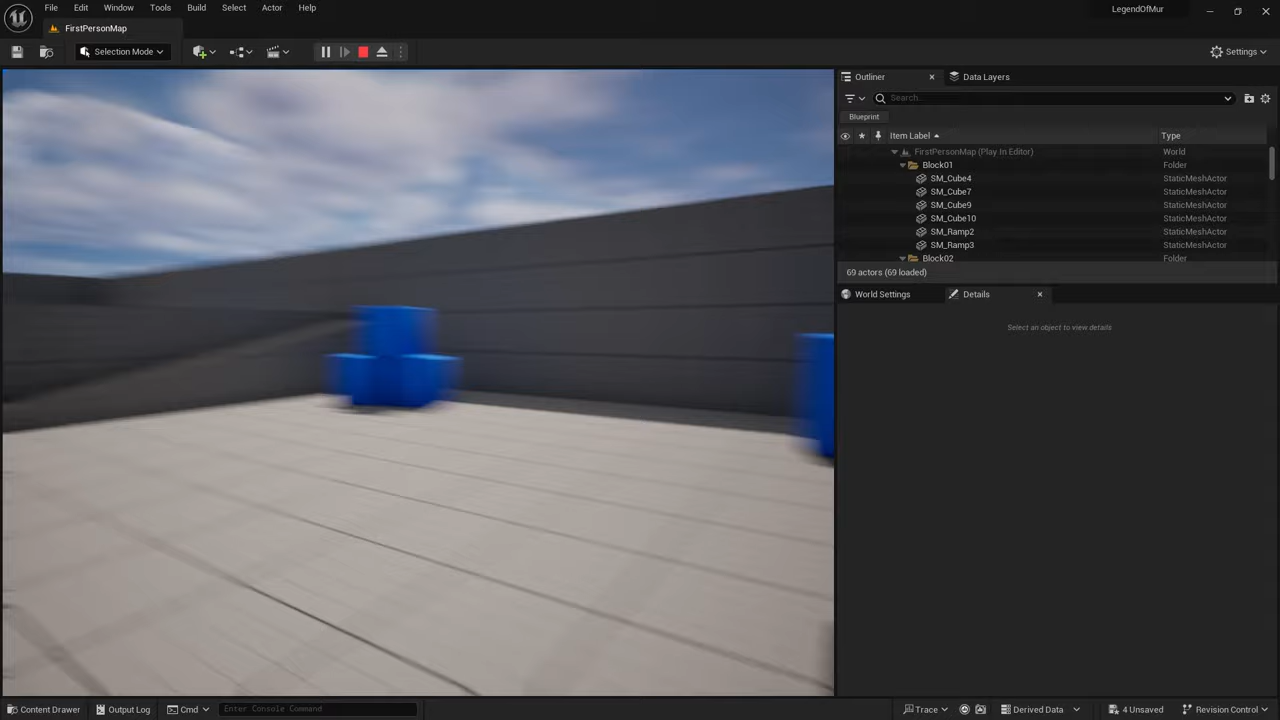 File Edit Window Tools Build Select Actor Help LegendOfMur
FirstPersonMap
Selection Mode Settings
Outliner Data Layers
Search...
Blueprint
Item Label Type
FirstPersonMap (Play In Editor) World
Block01 Folder
SM_Cube4 StaticMeshActor
SM_Cube7 StaticMeshActor
SM_Cube9 StaticMeshActor
SM_Cube10 StaticMeshActor
SM_Ramp2 StaticMeshActor
SM_Ramp3 StaticMeshActor
Block02 Folder
69 actors (69 loaded)
World Settings Details
Select an object to view details
Content Drawer Output Log Cmd Enter Console Command Trace Derived Data 4 Unsaved Revision Control